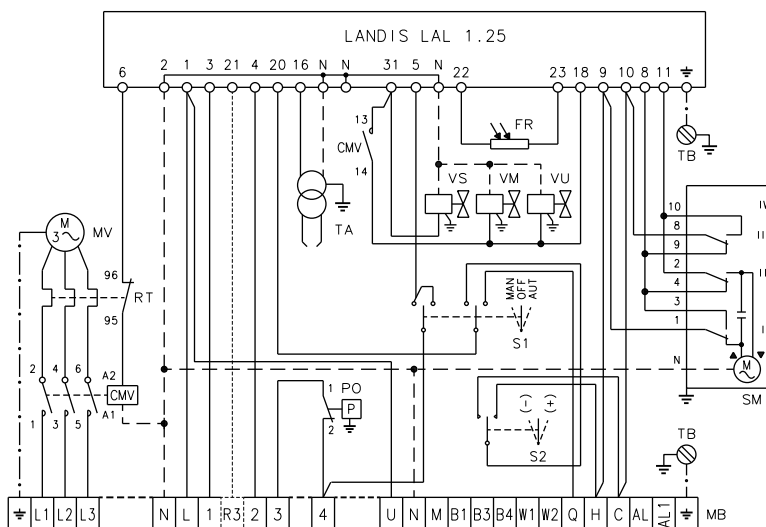 LANDIS LAL 1.25
6 2 1 3 21 4 20 16 N N 31 5 N 22 23 18 9 10 8 11
13
CMV
14
FR
TB
TA
VS VM VU
M
3
MV
96
RT
95
10
8
9
2
4
3
1
N
IV
II
I
M
SM
MAN
OFF
AUT
S1
2 4 6 A2
CMV
1 3 5 A1
1
PO
P
2
(-) (+)
S2
TB
L1 L2 L3 N L 1 R3 2 3 4 U N M B1 B3 B4 W1 W2 Q H C AL AL1
MB